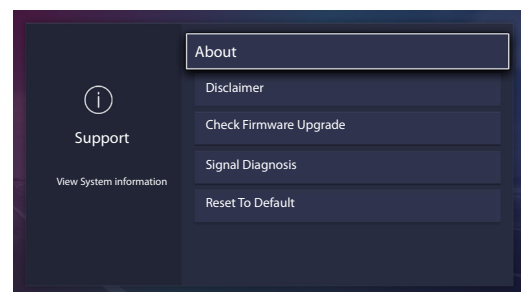 Support
View System information
About
Disclaimer
Check Firmware Upgrade
Signal Diagnosis
Reset To Default